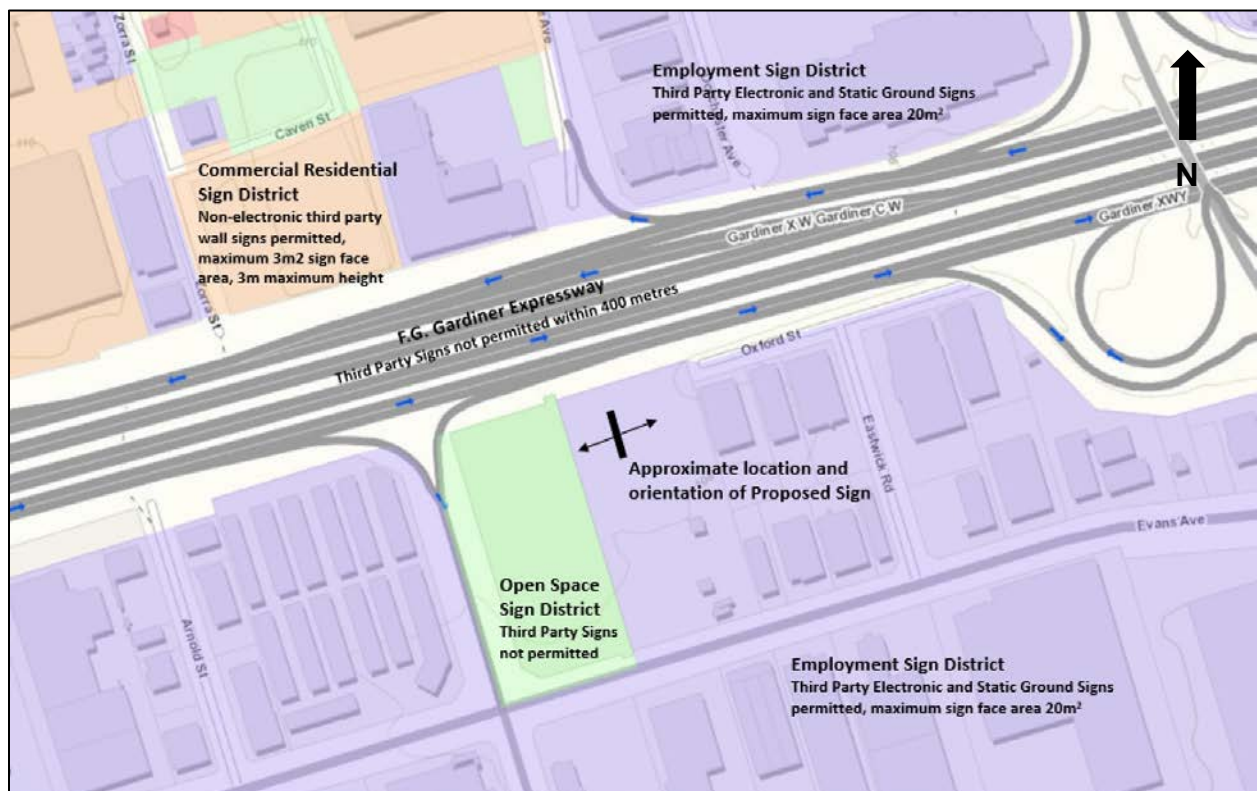 Zorra St
Ave
Employment Sign District
Third Party Electronic and Static Ground Signs
permitted, maximum sign face area 20m²
Caven St
Commercial Residential
Sign District
Non-electronic third party
wall signs permitted,
maximum 3m2 sign face
area, 3m maximum height
N
Gardiner X W Gardiner C W
Gardiner XWY
Zorra St
F.G. Gardiner Expressway
Third Party Signs not permitted within 400 metres
Oxford St
Approximate location and
orientation of Proposed Sign
Eastwick Rd
Evans Ave
Open Space
Sign District
Third Party Signs
not permitted
Arnold St
Employment Sign District
Third Party Electronic and Static Ground Signs
permitted, maximum sign face area 20m²